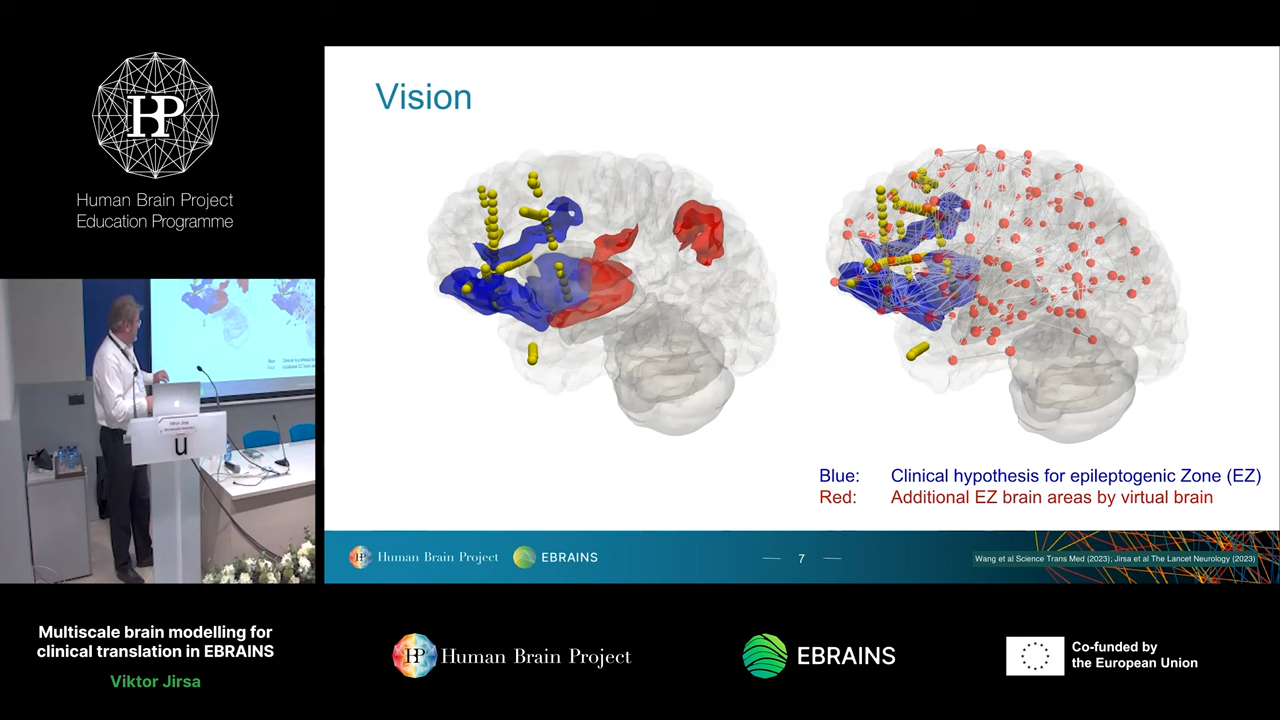 HP
Human Brain Project
Education Programme
Vision
Blue: Clinical hypothesis for epileptogenic Zone (EZ)
Red: Additional EZ brain areas by virtual brain
HP Human Brain Project EBRAINS
7
Wang et al Science Trans Med (2023); Jirsa et al The Lancet Neurology (2023)
u
Multiscale brain modelling for
clinical translation in EBRAINS
Viktor Jirsa
HP Human Brain Project
EBRAINS
Co-funded by
the European Union